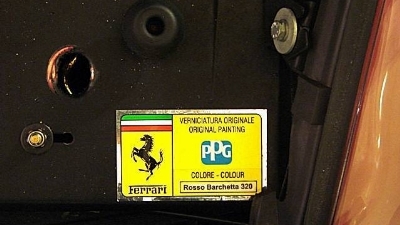 VERNICIATURA ORIGINALE
ORIGINAL PAINTING
PPG
COLORE - COLOUR
Ferrari
Rosso Barchetta 320